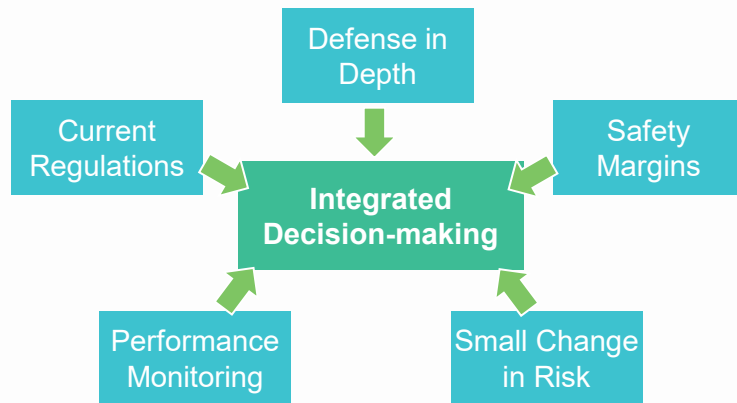 Defense in
Depth
Current
Regulations
Safety
Margins
Integrated
Decision-making
Performance
Monitoring
Small Change
in Risk